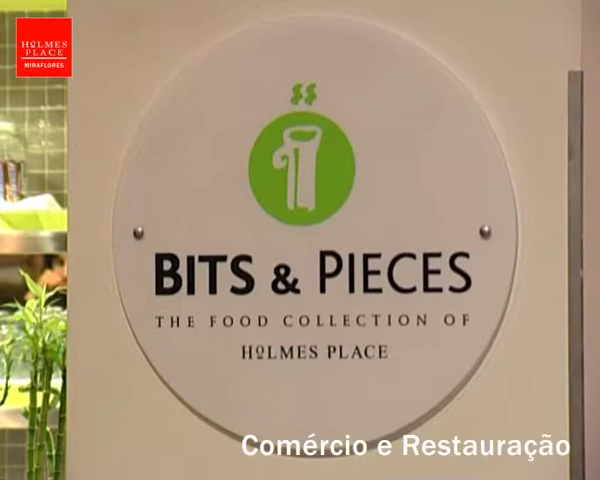 HOLMES
PLACE
MIRAFLORES
BITS & PIECES
THE FOOD COLLECTION OF
HOLMES PLACE
Comércio e Restauração